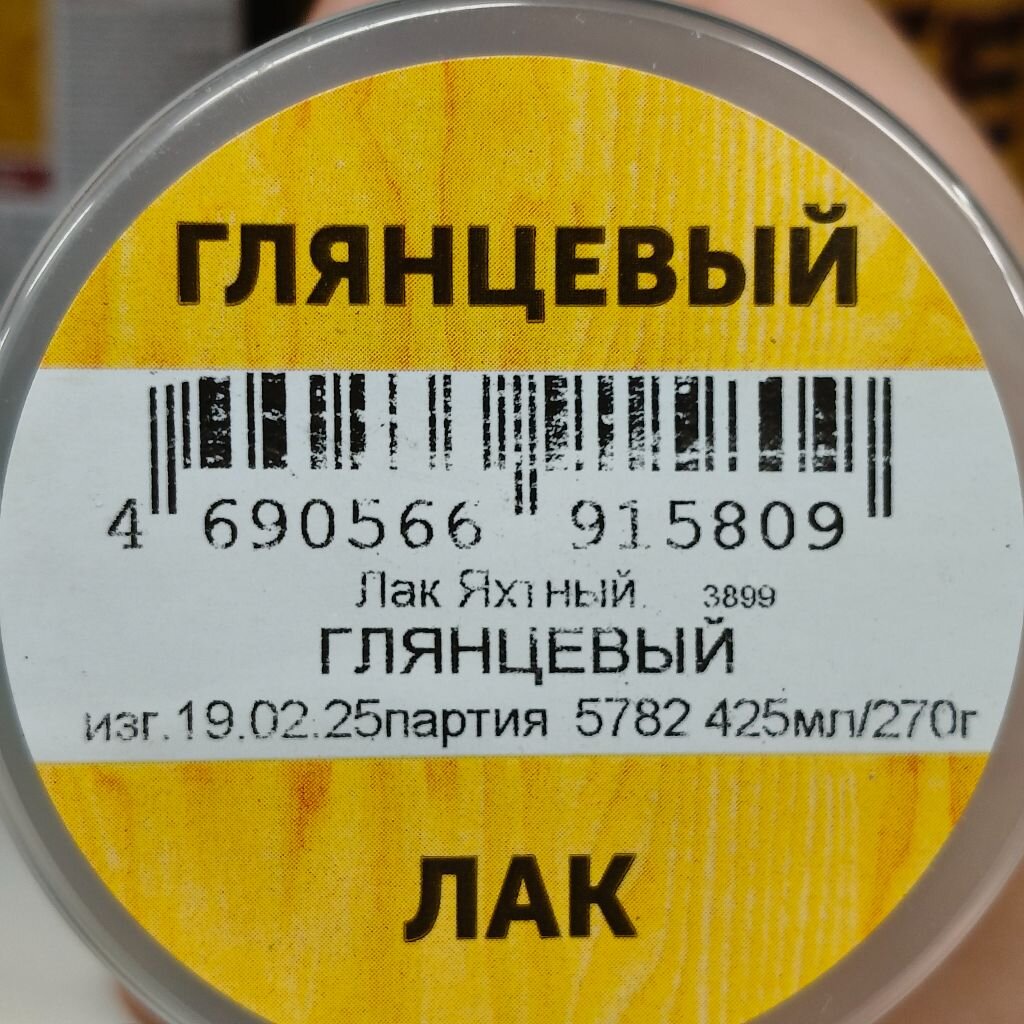 ГЛЯНЦЕВЫЙ
4 690566 915809
Лак Яхтный. 3899
ГЛЯНЦЕВЫЙ
изг.19.02.25партия 5782 425мл/270г
ЛАК